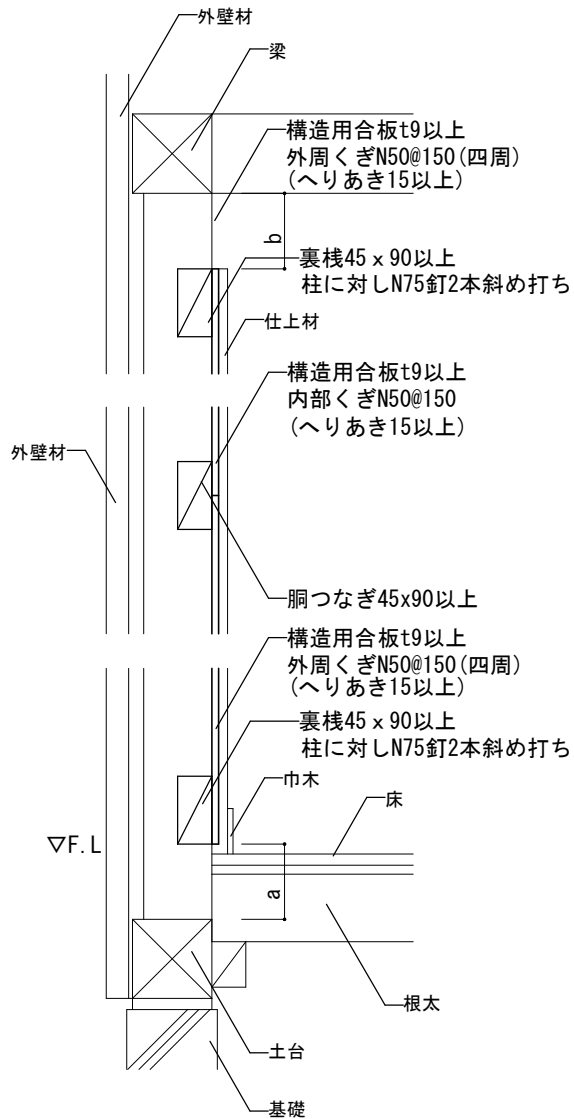 外壁材
梁
構造用合板t9以上
外周くぎN50@150(四周)
(へりあき15以上)
b
裏桟45ｘ90以上
柱に対しN75釘2本斜め打ち
仕上材
構造用合板t9以上
内部くぎN50@150
(へりあき15以上)
外壁材
胴つなぎ45x90以上
構造用合板t9以上
外周くぎN50@150(四周)
(へりあき15以上)
裏桟45ｘ90以上
柱に対しN75釘2本斜め打ち
巾木
床
▽F.L
a
根太
土台
基礎